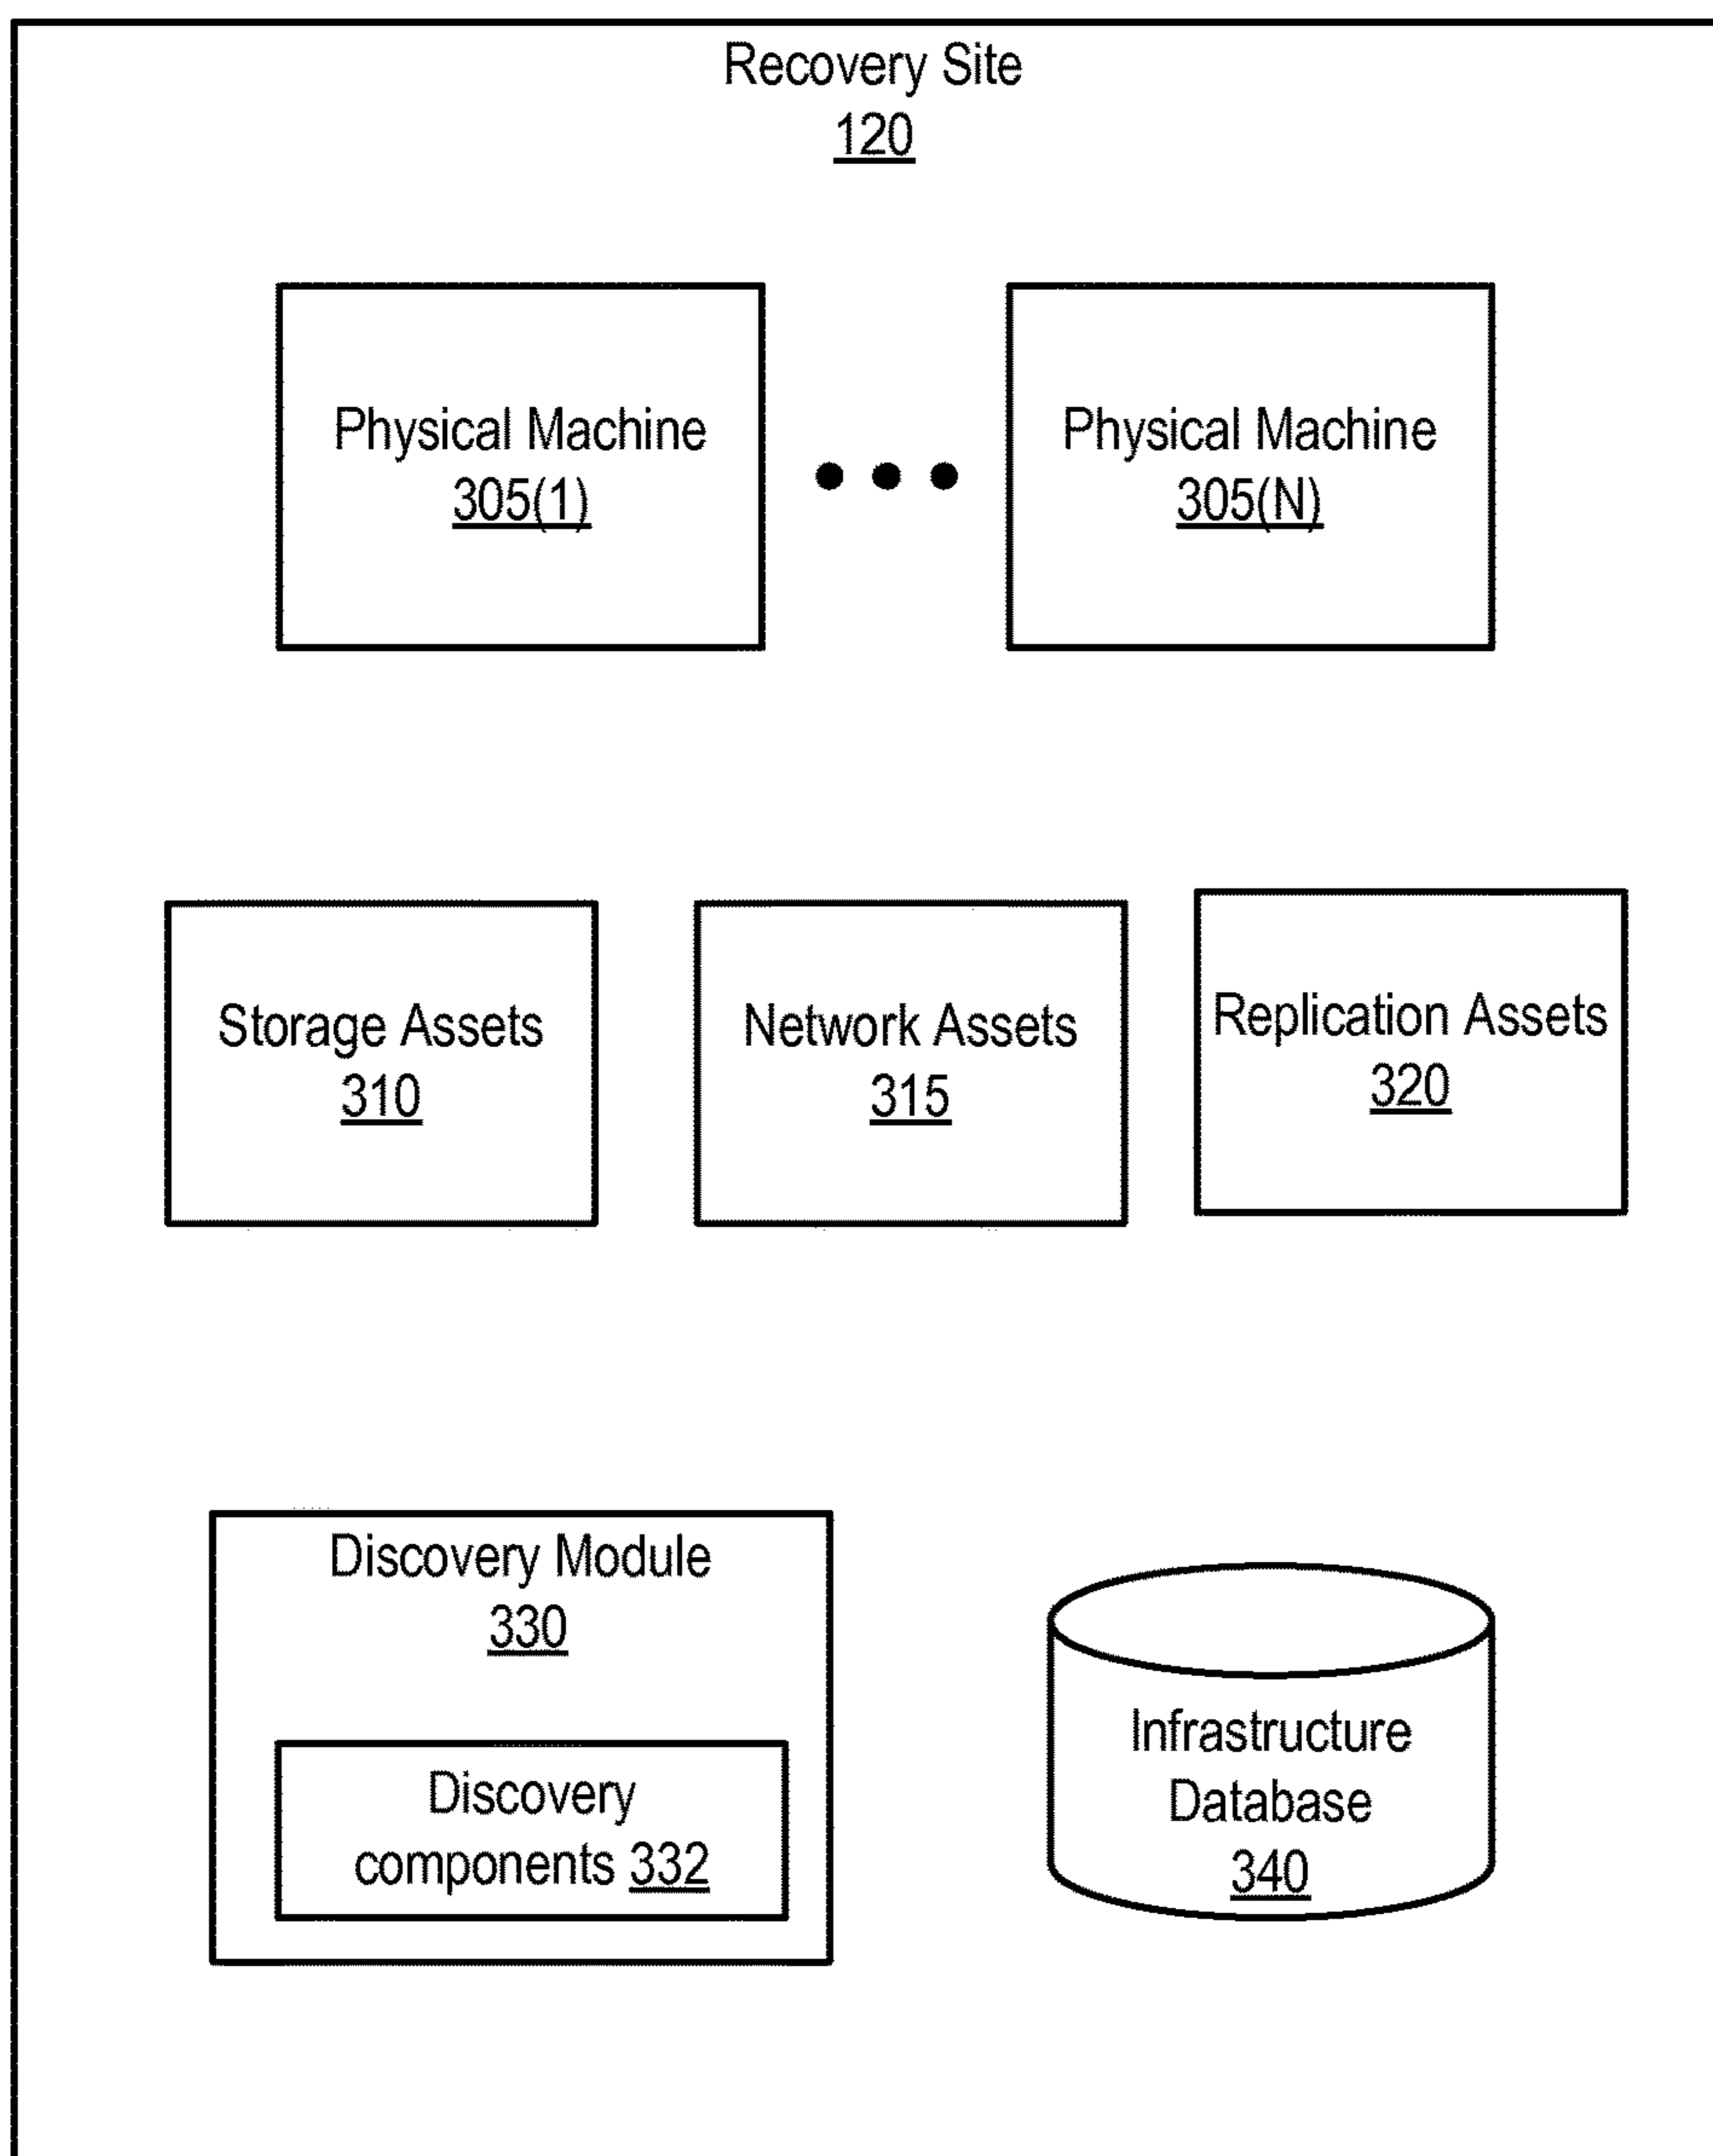 Recovery Site
120
Physical Machine
305(1)
Physical Machine
305(N)
Storage Assets
310
Network Assets
315
Replication Assets
320
Discovery Module
330
Discovery
components 332
Infrastructure
Database
340